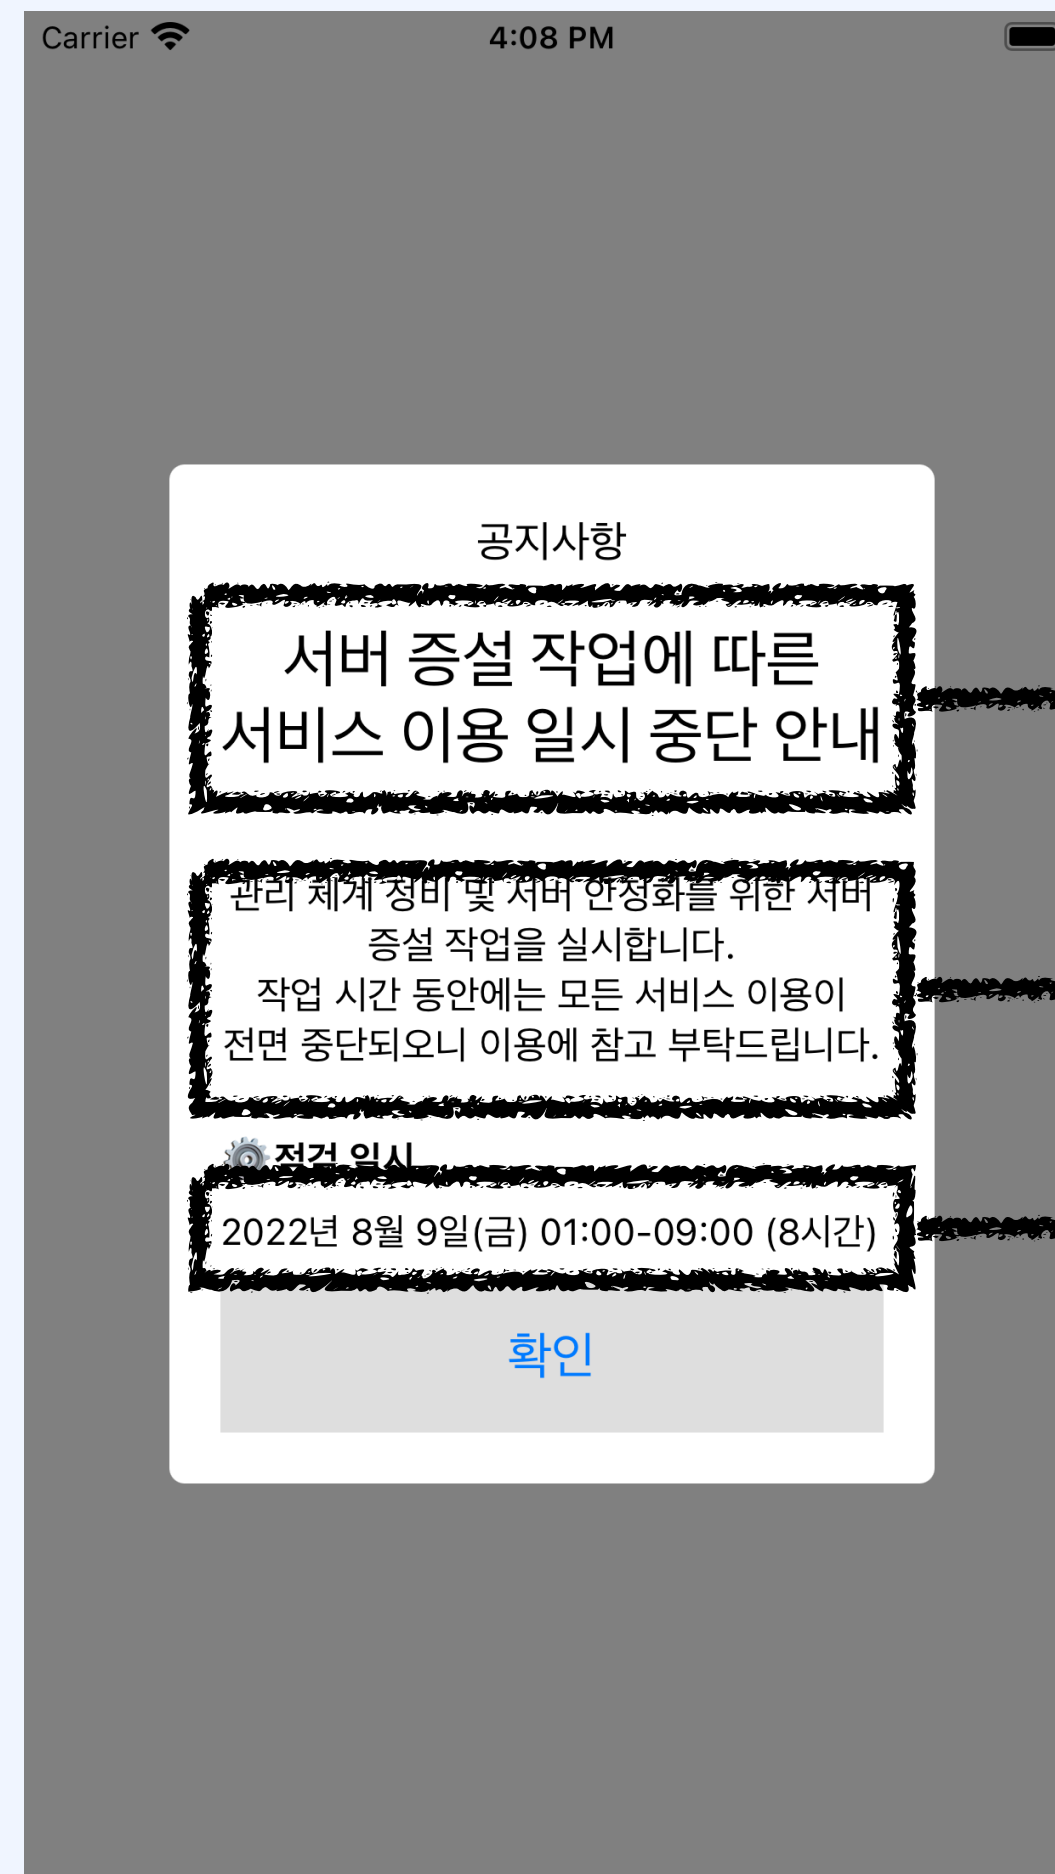 Carrier 4:08 PM
공지사항
서버 증설 작업에 따른
서비스 이용 일시 중단 안내
관리 체계 정비 및 서버 안정화를 위한 서버
증설 작업을 실시합니다.
작업 시간 동안에는 모든 서비스 이용이
전면 중단되오니 이용에 참고 부탁드립니다.
점검 일시
2022년 8월 9일(금) 01:00-09:00 (8시간)
확인